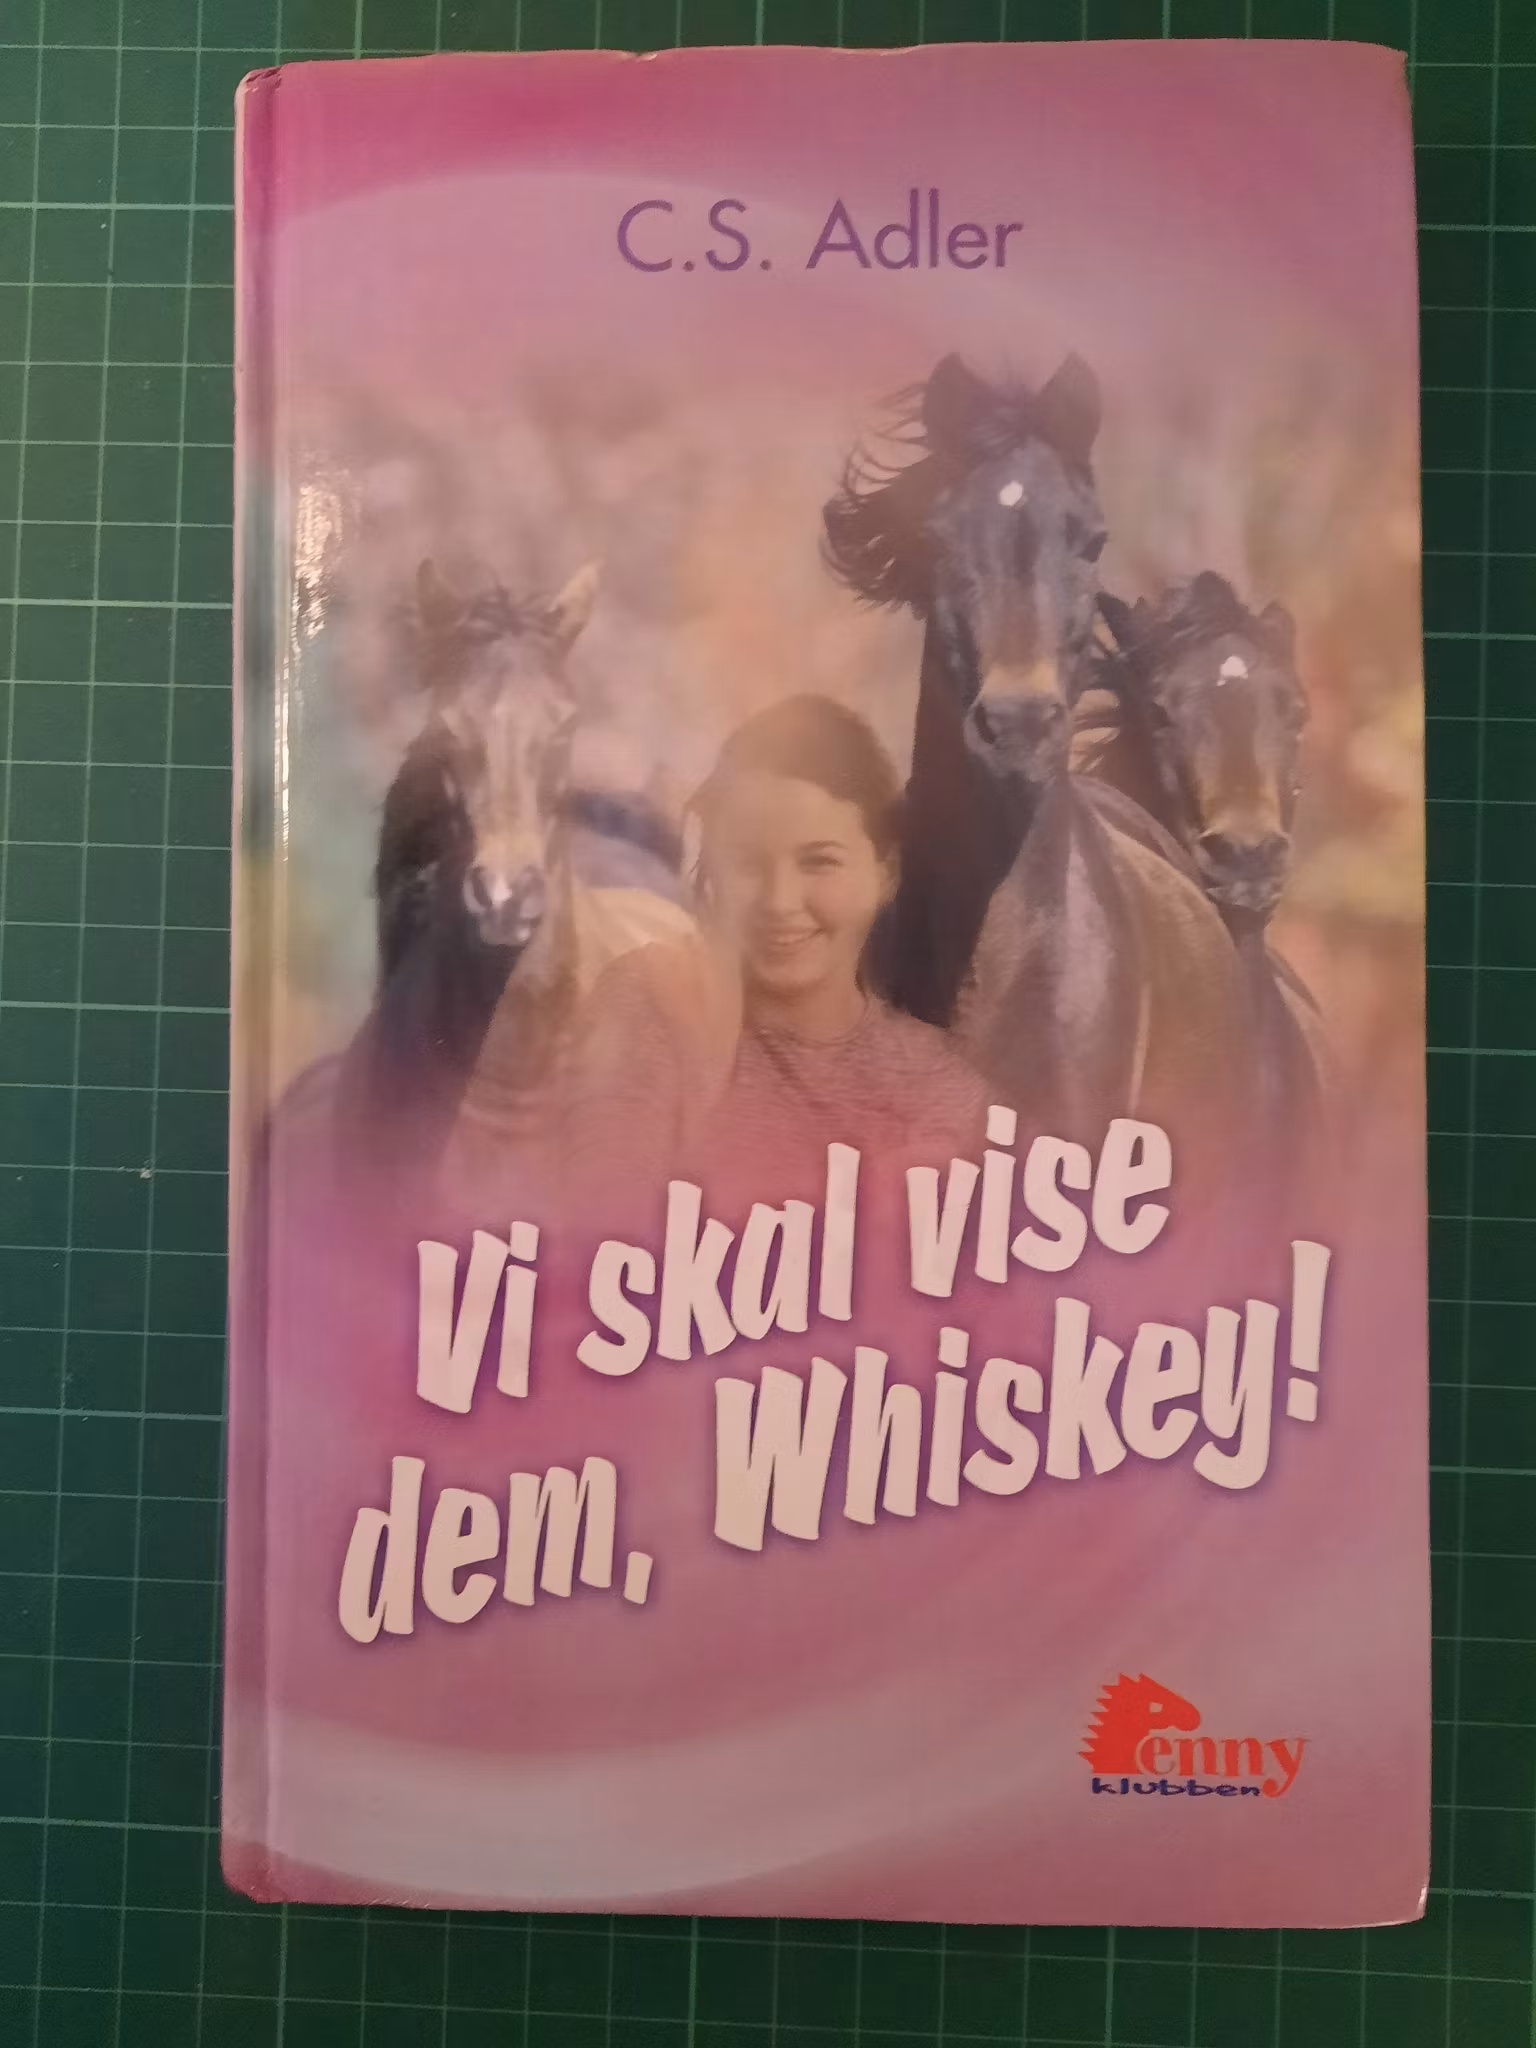 C.S. Adler
Vi skal vise
dem, Whiskey!
Penny
klubben